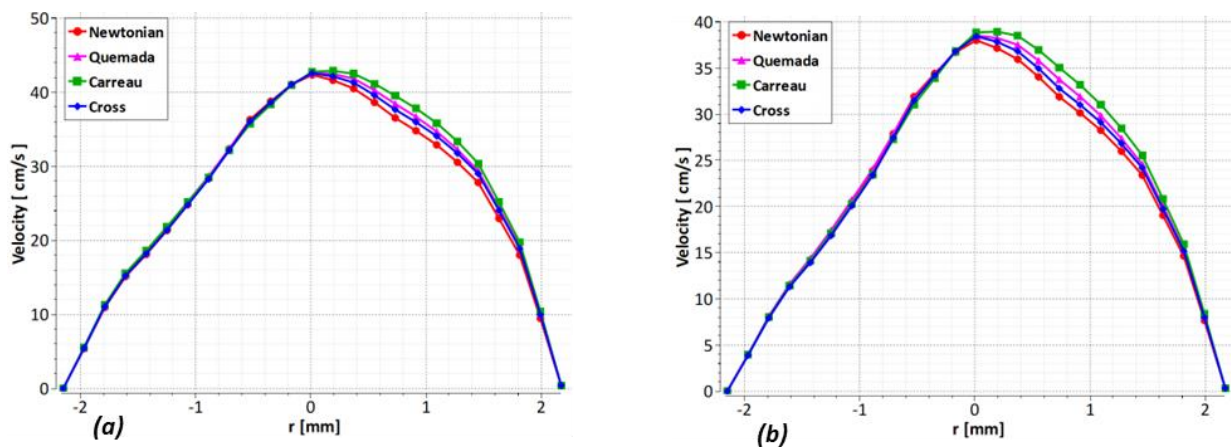 50
40
30
20
10
0
Velocity [ cm/s ]
Newtonian
Quemada
Carreau
Cross
-2
-1
0
1
2
r [mm]
(a)
40
35
30
25
20
15
10
5
0
Velocity [ cm/s ]
Newtonian
Quemada
Carreau
Cross
-2
-1
0
1
2
r [mm]
(b)